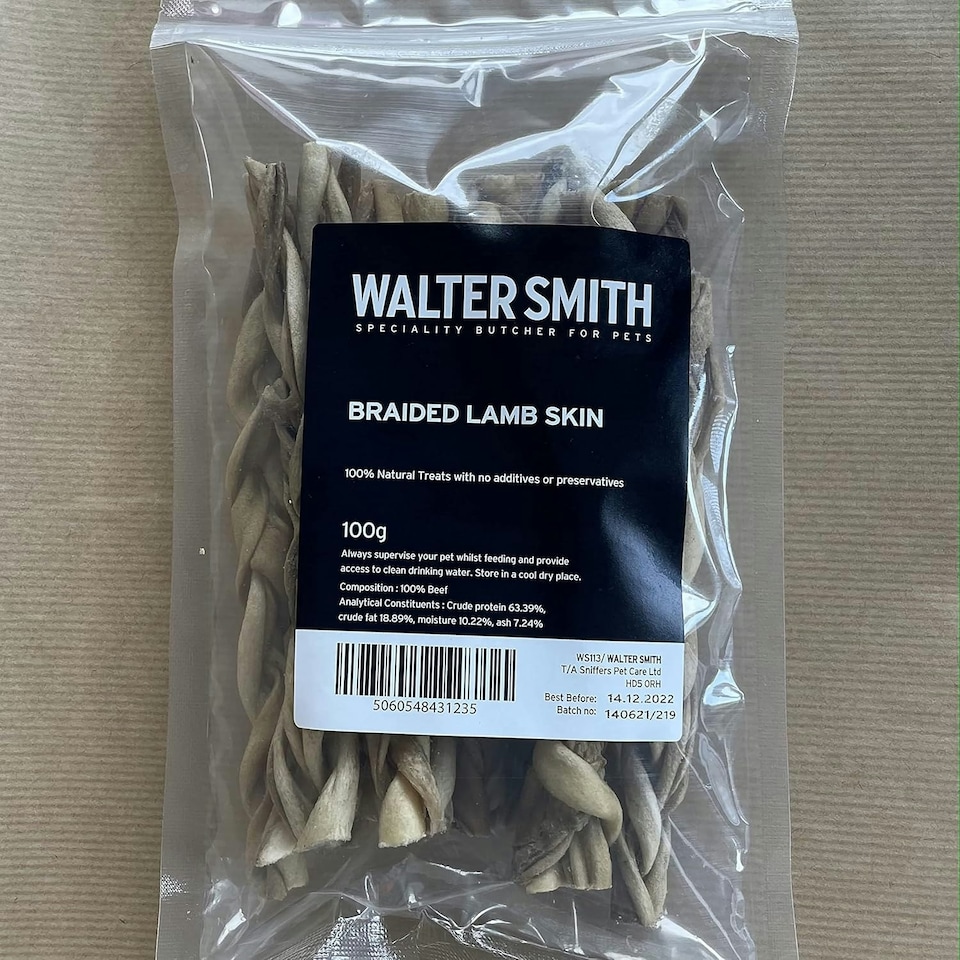 WALTER SMITH
SPECIALITY BUTCHER FOR PETS
BRAIDED LAMB SKIN
100% Natural Treats with no additives or preservatives
100g
Always supervise your pet whilst feeding and provide
access to clean drinking water. Store in a cool dry place.
Composition : 100% Beef
Analytical Constituents : Crude protein 63.39%,
crude fat 18.89%, moisture 10.22%, ash 7.24%
WS113/ WALTER SMITH
T/A Sniffers Pet Care Ltd
HD5 0RH
Best Before: 14.12.2022
Batch no: 140621/219
5060548431235